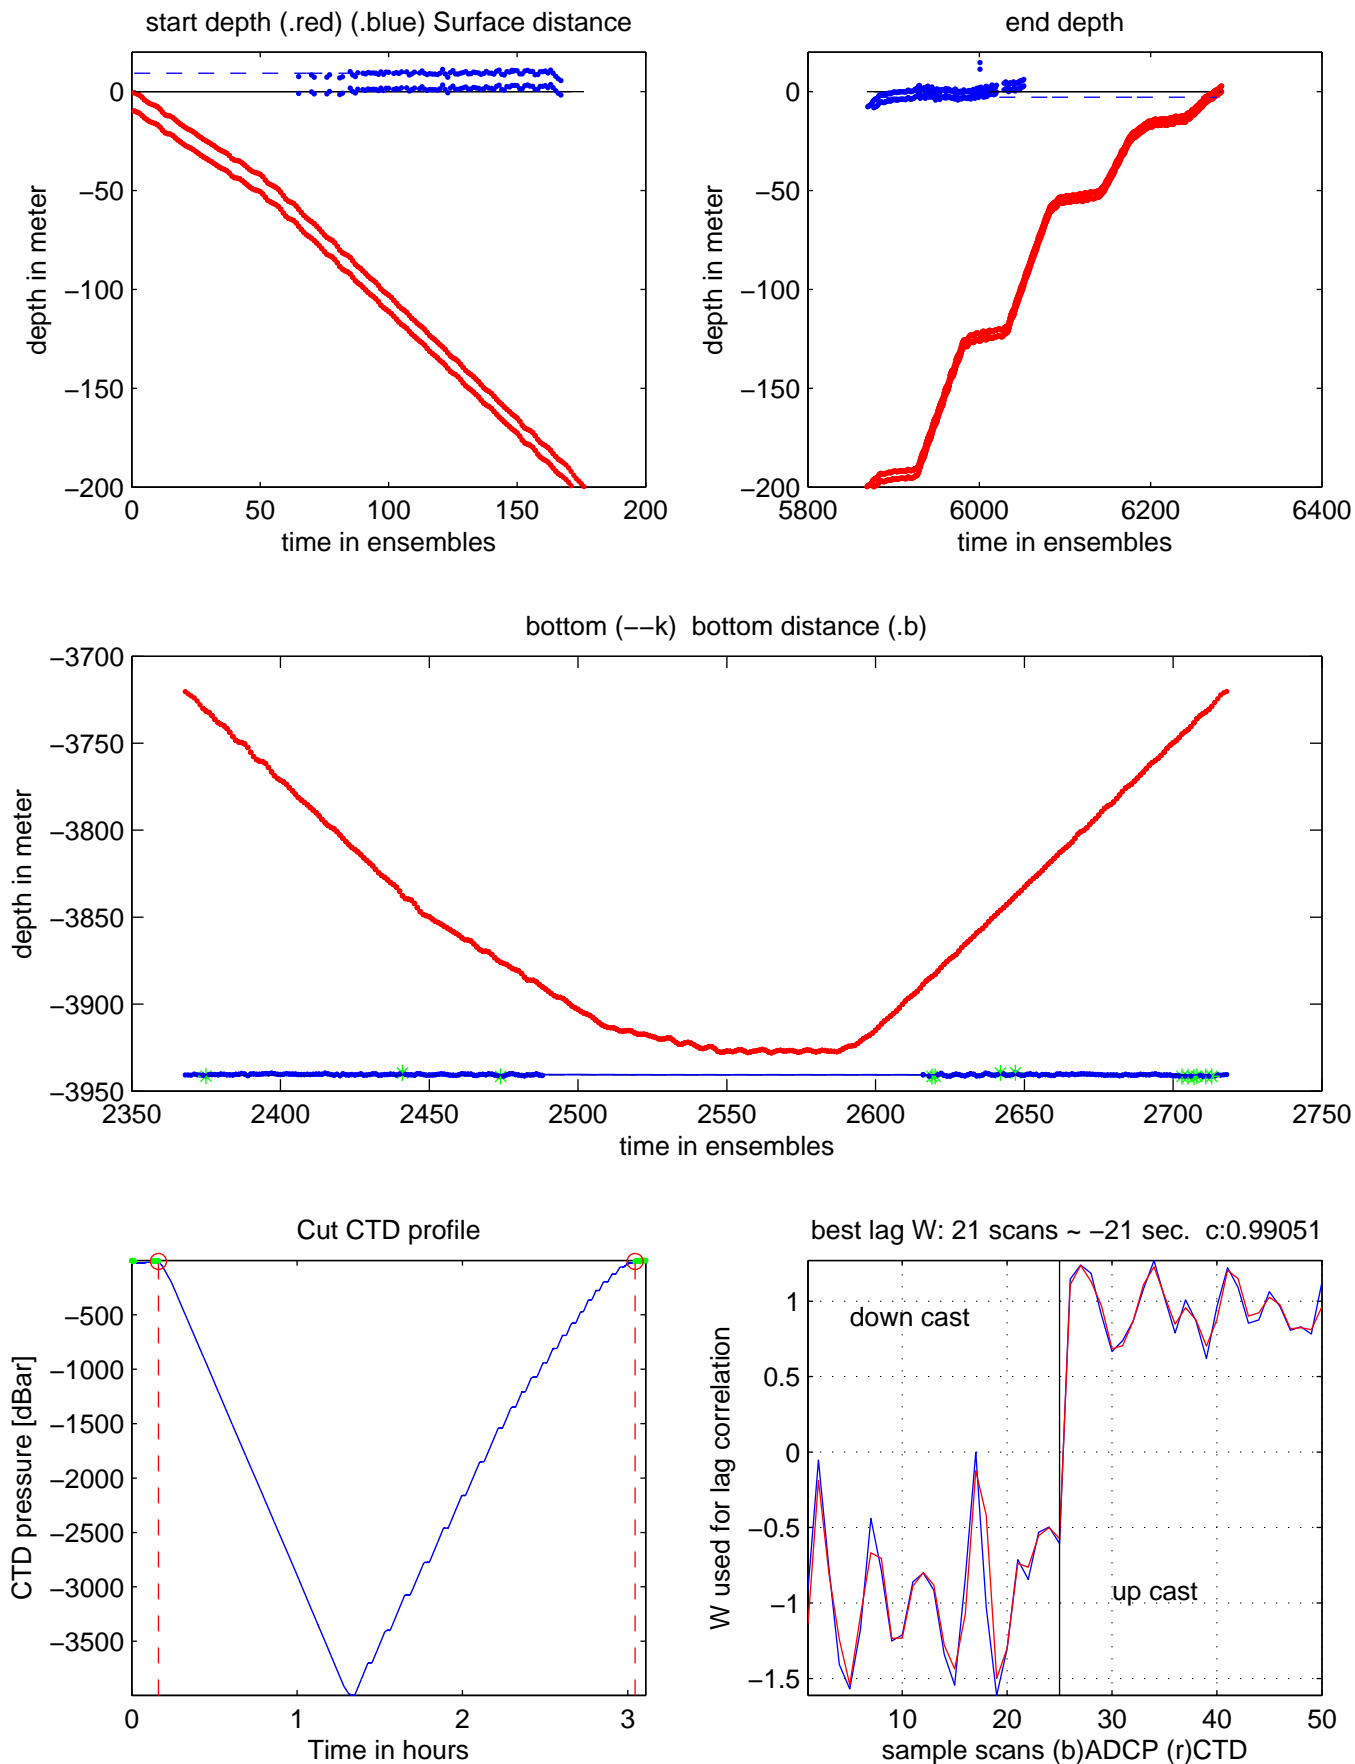 start depth (.red) (.blue) Surface distance
0
−50
−100
−150
−200
depth in meter
0 50 100 150 200
time in ensembles
end depth
0
−50
−100
−150
−200
depth in meter
5800 6000 6200 6400
time in ensembles
bottom (−−k)  bottom distance (.b)
−3700
−3750
−3800
−3850
−3900
−3950
depth in meter
2350 2400 2450 2500 2550 2600 2650 2700 2750
time in ensembles
Cut CTD profile
−500
−1000
−1500
−2000
−2500
−3000
−3500
CTD pressure [dBar]
0 1 2 3
Time in hours
best lag W: 21 scans ~ −21 sec.  c:0.99051
1
0.5
0
−0.5
−1
−1.5
W used for lag correlation
down cast
up cast
10 20 30 40 50
sample scans (b)ADCP (r)CTD